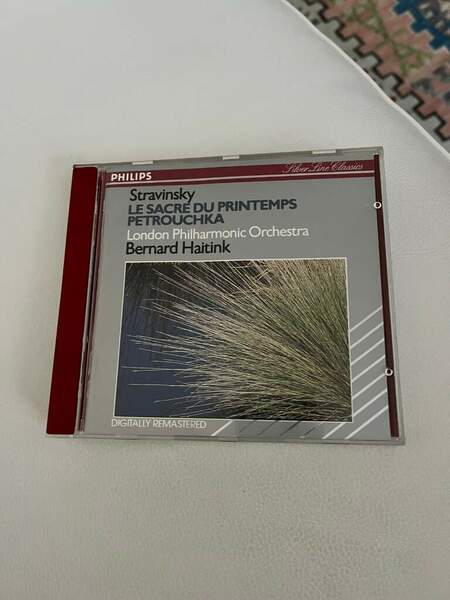 PHILIPS
Silver Line Classics
Stravinsky
LE SACRE DU PRINTEMPS
PETROUCHKA
London Philharmonic Orchestra
Bernard Haitink
DIGITALLY REMASTERED